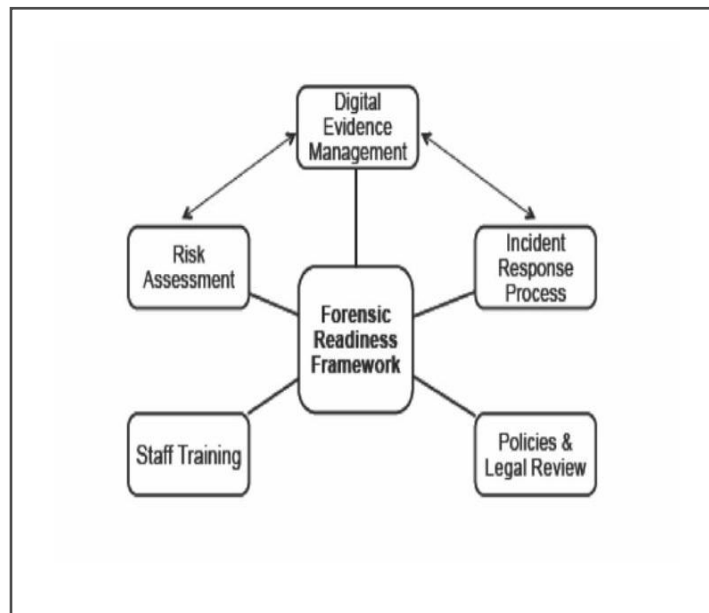 Digital
Evidence
Management
Risk
Assessment
Incident
Response
Process
Forensic
Readiness
Framework
Staff Training
Policies &
Legal Review